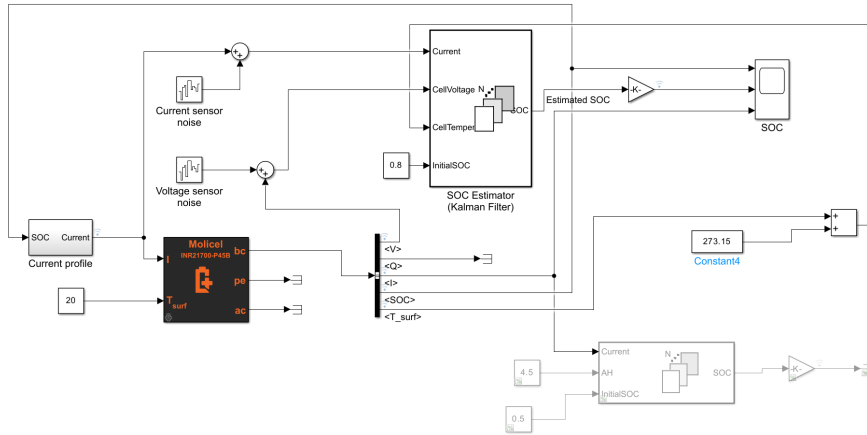 Current
CellVoltage
CellTemper
InitialSOC
N
SOC
SOC Estimator
(Kalman Filter)
Estimated SOC
-K-
SOC
Current sensor
noise
Voltage sensor
noise
0.8
SOC
Current
Current profile
Molicel
INR21700-P45B
I
T_surf
bc
pe
ac
20
<V>
<Q>
<I>
<SOC>
<T_surf>
273.15
Constant4
4.5
0.5
Current
AH
InitialSOC
N
SOC
-K-